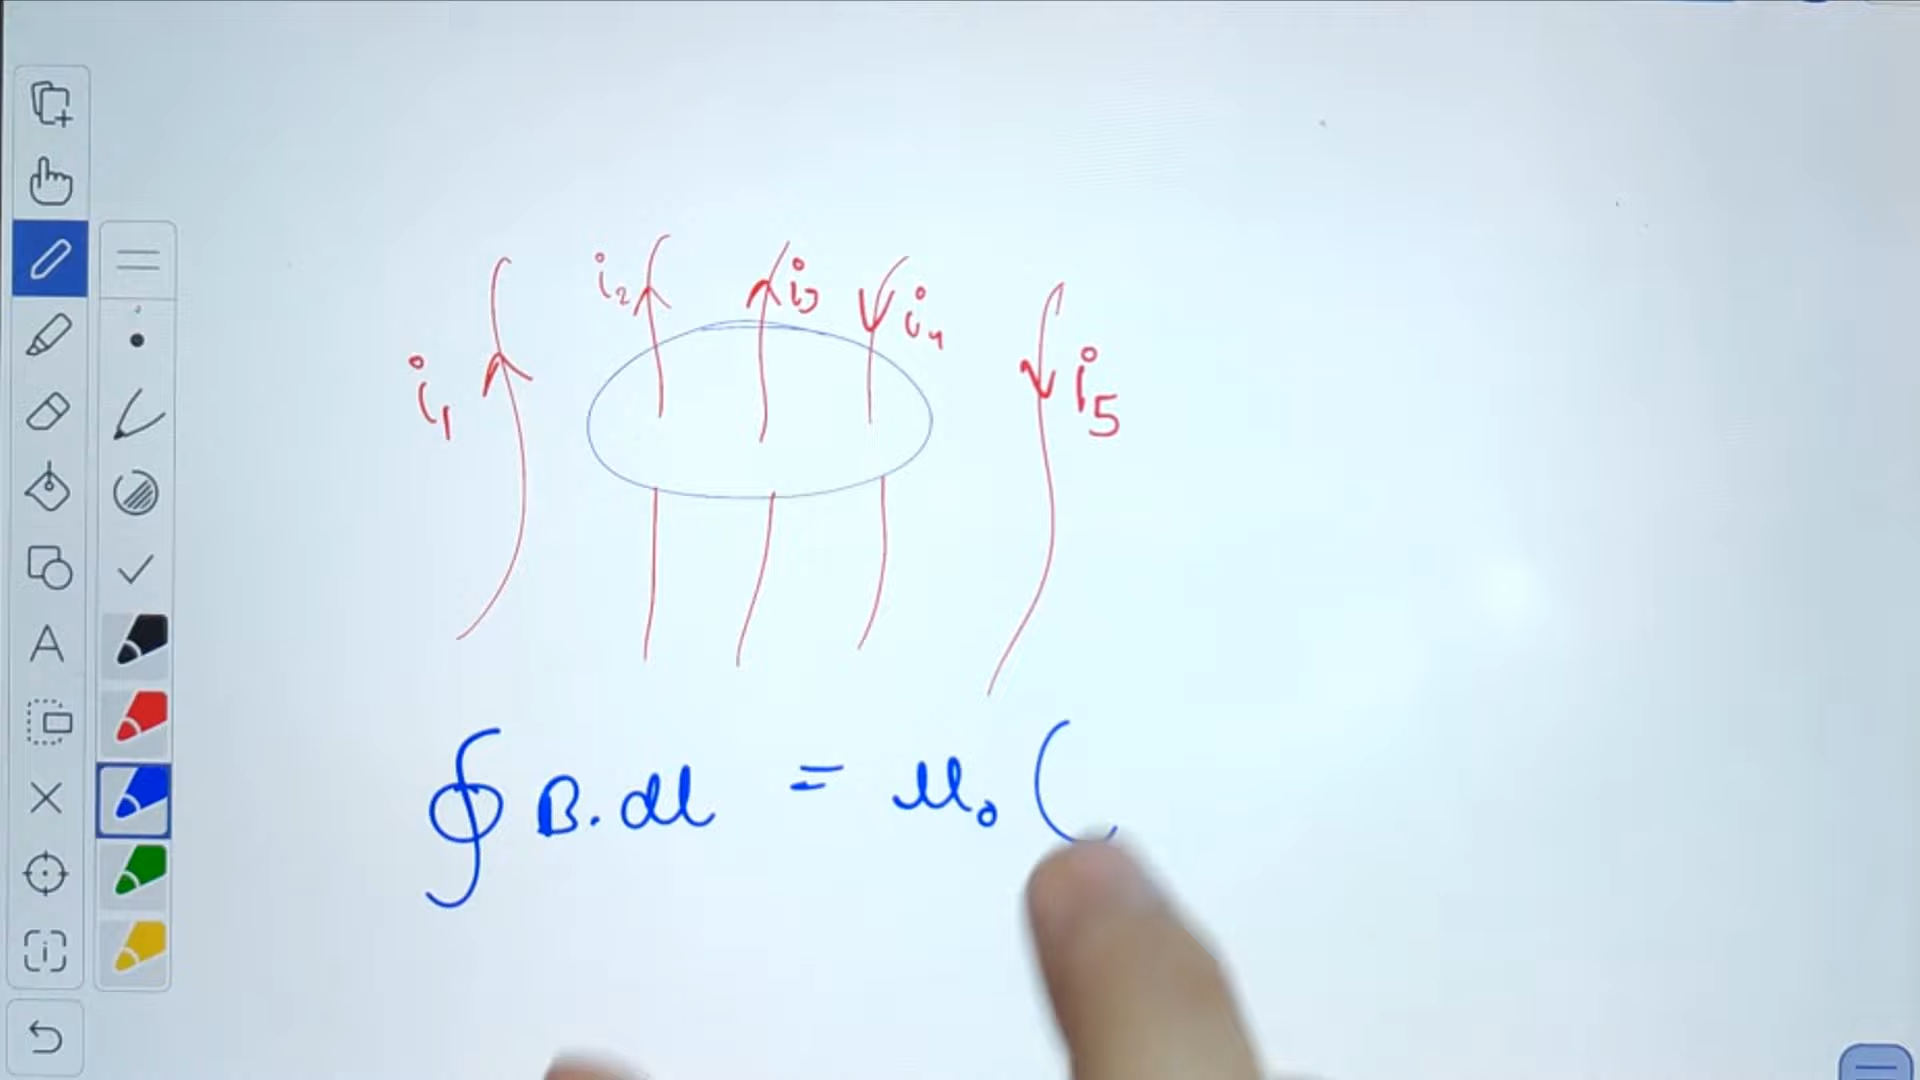 i₁ i₂ i₃ i₄ i₅
∮ B. dl = μ₀ (